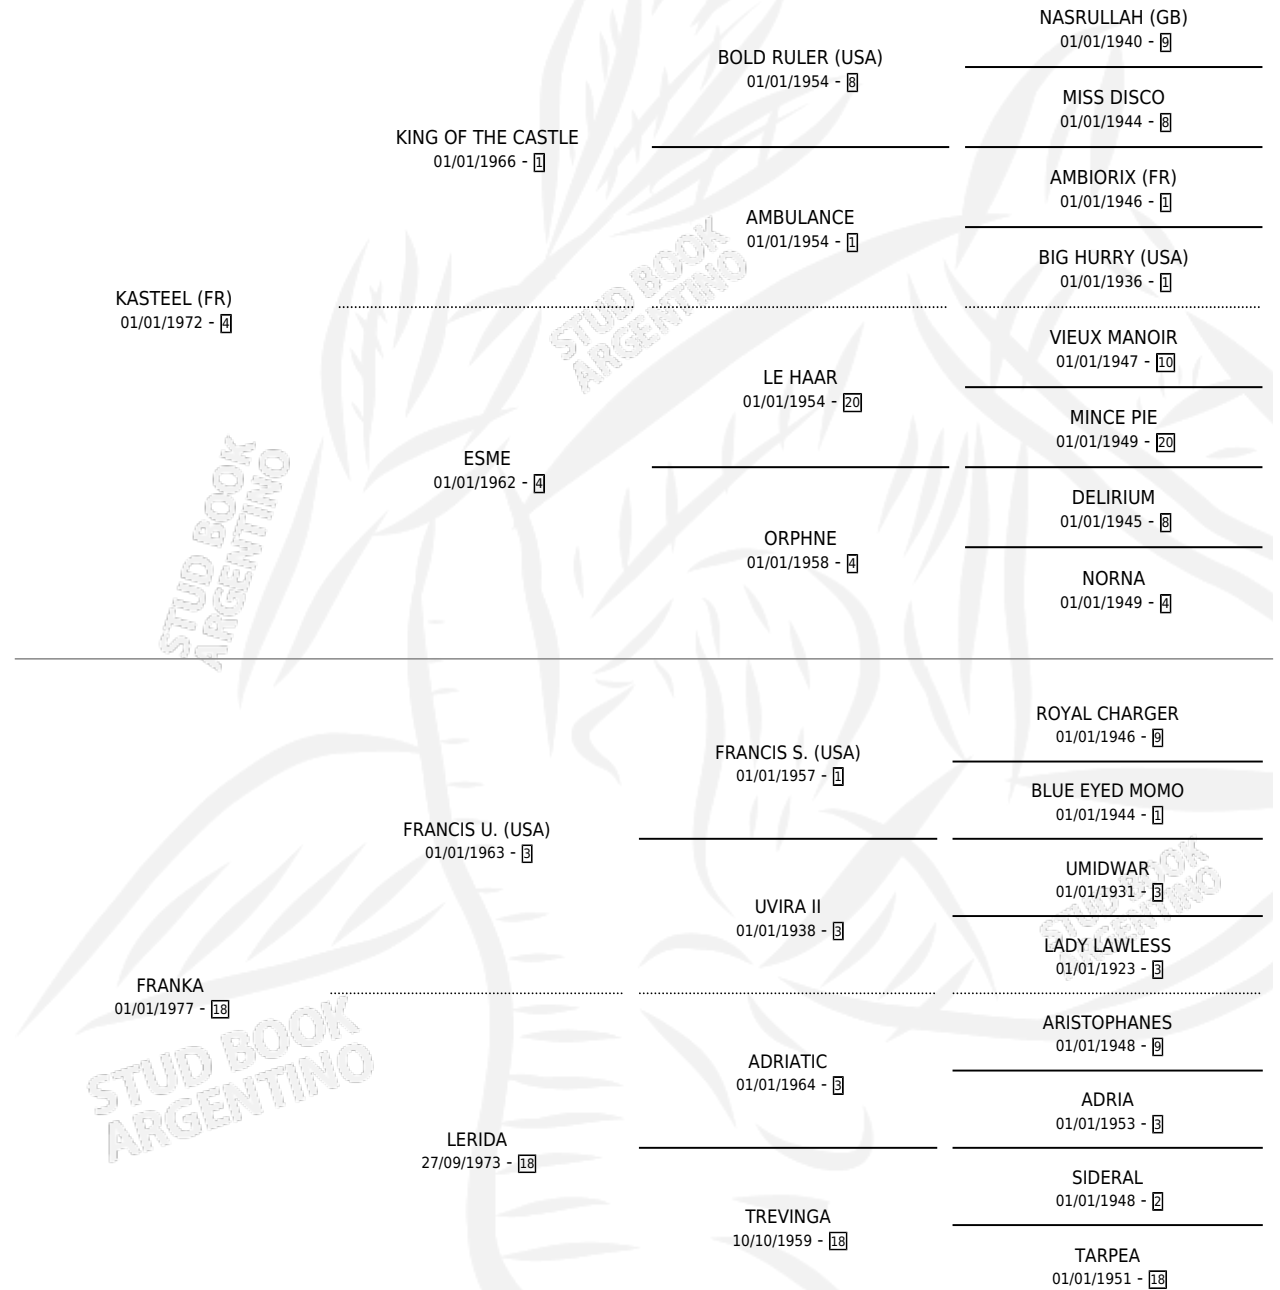 NASRULLAH (GB)
01/01/1940 - 9
BOLD RULER (USA)
01/01/1954 - 8
MISS DISCO
01/01/1944 - 8
KING OF THE CASTLE
01/01/1966 - 1
AMBIORIX (FR)
01/01/1946 - 1
AMBULANCE
01/01/1954 - 1
BIG HURRY (USA)
01/01/1936 - 1
KASTEEL (FR)
01/01/1972 - 4
STUD BOOK
ARGENTINO
VIEUX MANOIR
01/01/1947 - 10
LE HAAR
01/01/1954 - 20
MINCE PIE
01/01/1949 - 20
ESME
01/01/1962 - 4
DELIRIUM
01/01/1945 - 8
ORPHNE
01/01/1958 - 4
NORNA
01/01/1949 - 4
STUD BOOK
ARGENTINO
ROYAL CHARGER
01/01/1946 - 9
FRANCIS S. (USA)
01/01/1957 - 1
BLUE EYED MOMO
01/01/1944 - 1
FRANCIS U. (USA)
01/01/1963 - 3
UMIDWAR
01/01/1931 - 3
UVIRA II
01/01/1938 - 3
LADY LAWLESS
01/01/1923 - 3
STUD BOOK
ARGENTINO
FRANKA
01/01/1977 - 18
ARISTOPHANES
01/01/1948 - 9
ADRIATIC
01/01/1964 - 3
ADRIA
01/01/1953 - 3
STUD BOOK
ARGENTINO
LERIDA
27/09/1973 - 18
SIDERAL
01/01/1948 - 2
TREVINGA
10/10/1959 - 18
TARPEA
01/01/1951 - 18